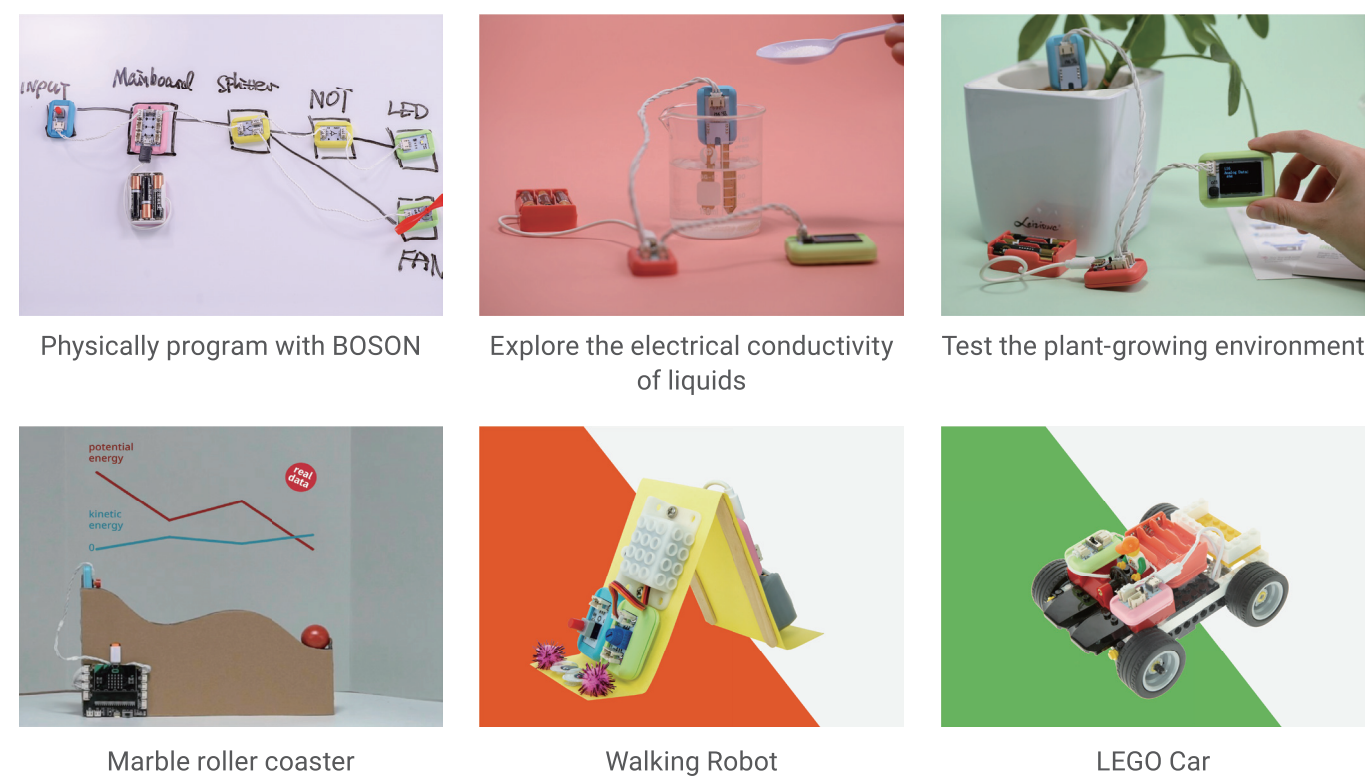 INPUT
Mainboard
Splitter
NOT
LED
FAN
Physically program with BOSON
Explore the electrical conductivity
of liquids
Test the plant-growing environment
potential
energy
real
data
kinetic
energy
0
Marble roller coaster
Walking Robot
LEGO Car